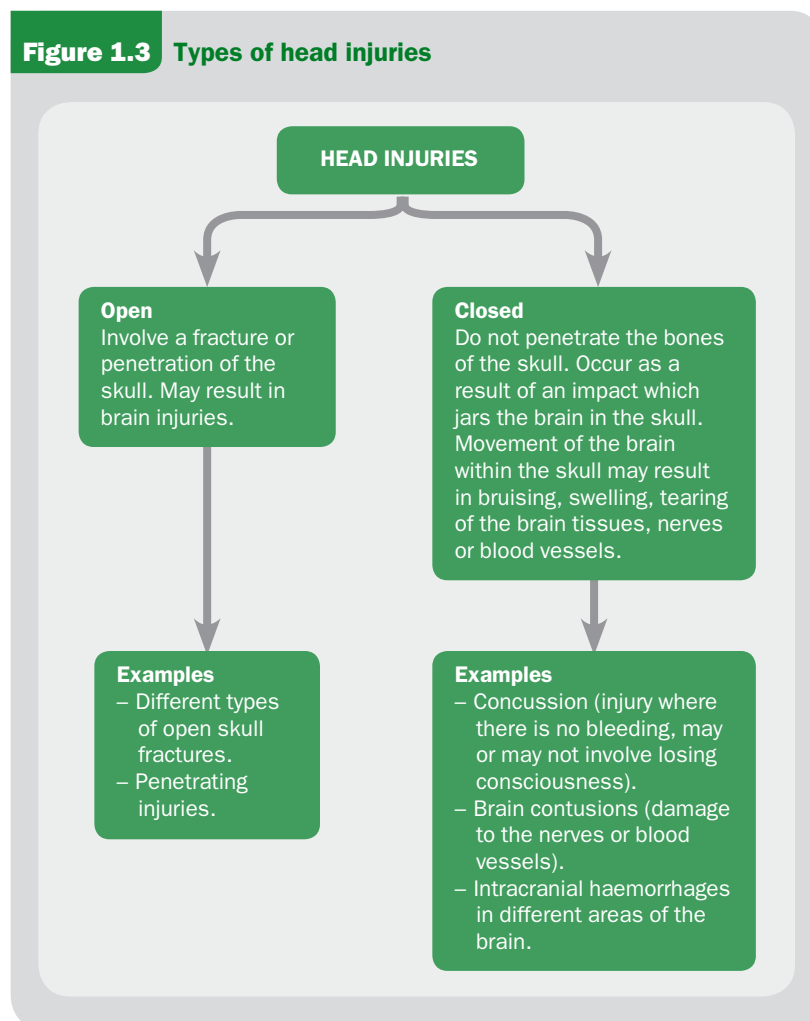 Figure 1.3 Types of head injuries
HEAD INJURIES
Open
Involve a fracture or
penetration of the
skull. May result in
brain injuries.
Closed
Do not penetrate the bones
of the skull. Occur as a
result of an impact which
jars the brain in the skull.
Movement of the brain
within the skull may result
in bruising, swelling, tearing
of the brain tissues, nerves
or blood vessels.
Examples
– Different types
of open skull
fractures.
– Penetrating
injuries.
Examples
– Concussion (injury where
there is no bleeding, may
or may not involve losing
consciousness).
– Brain contusions (damage
to the nerves or blood
vessels).
– Intracranial haemorrhages
in different areas of the
brain.